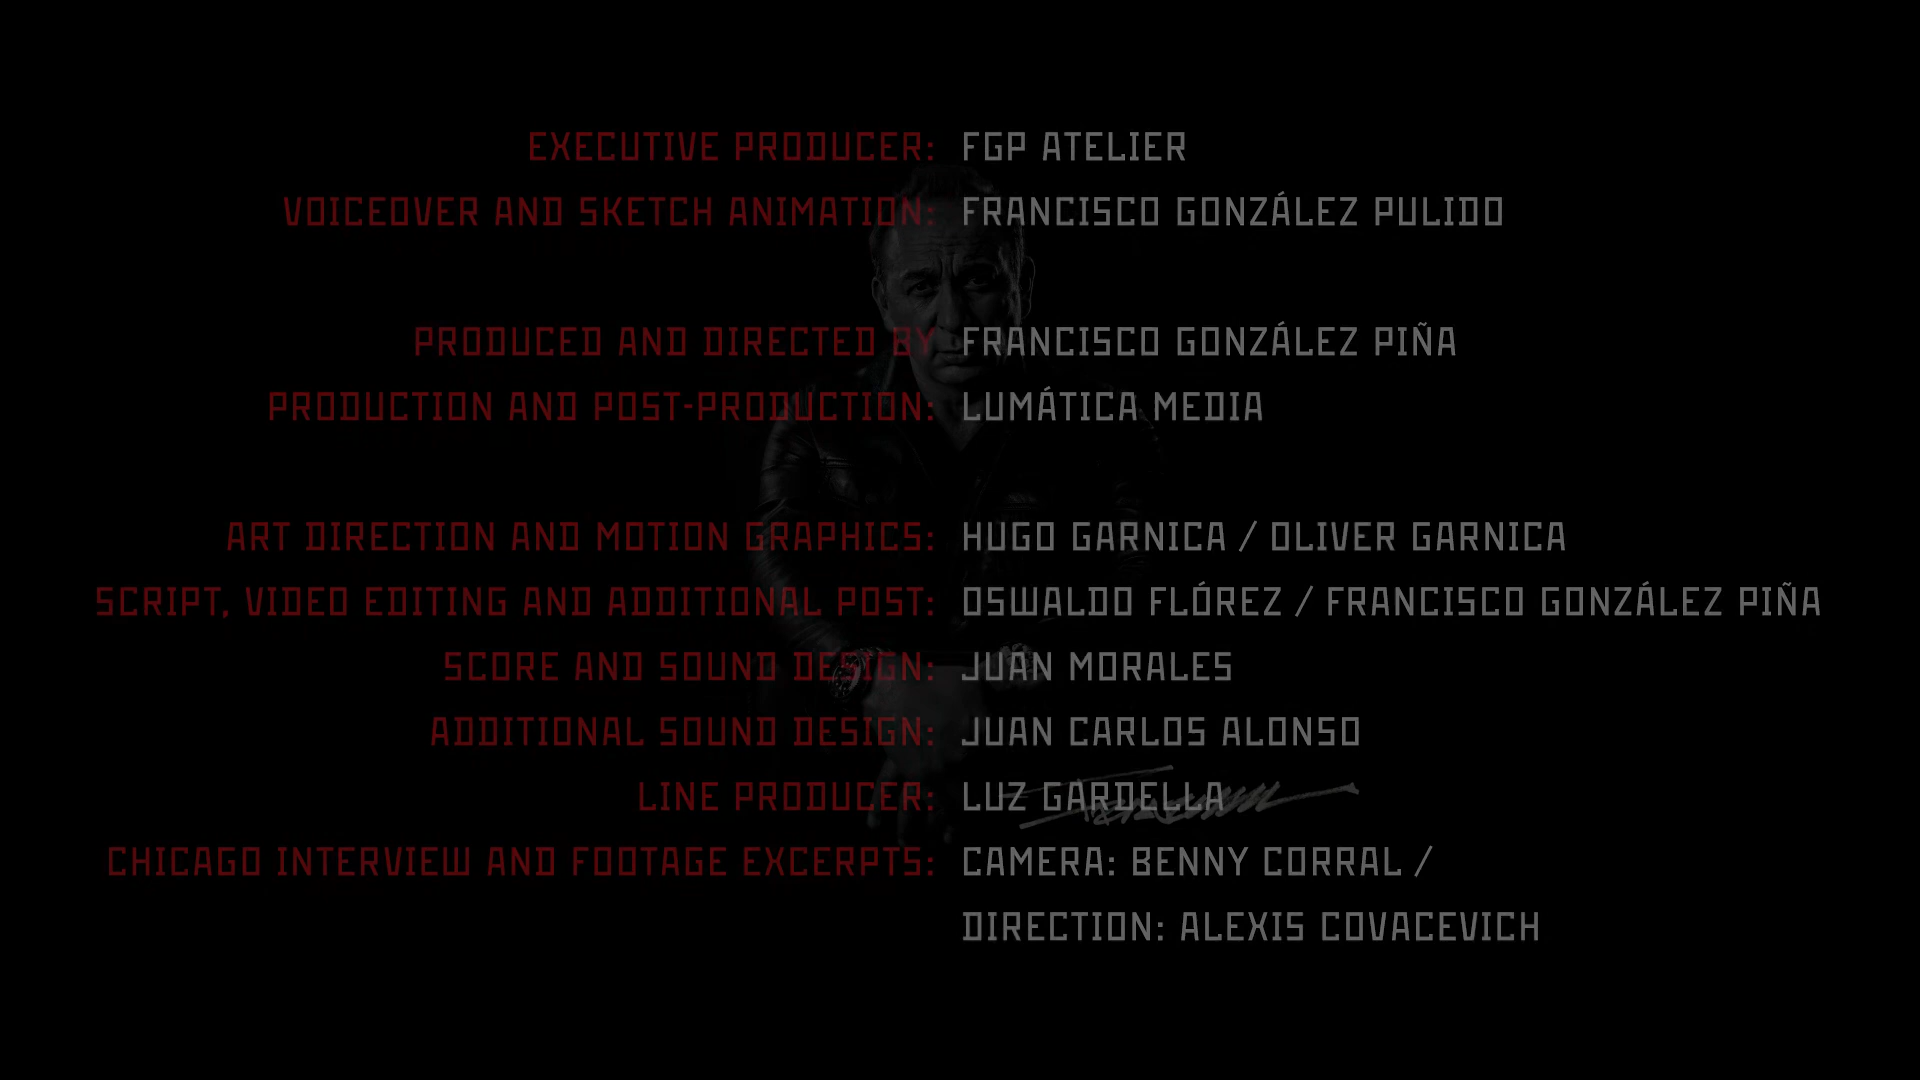 EXECUTIVE PRODUCER: FGP ATELIER
VOICEOVER AND SKETCH ANIMATION: FRANCISCO GONZÁLEZ PULIDO
PRODUCED AND DIRECTED BY FRANCISCO GONZÁLEZ PIÑA
PRODUCTION AND POST-PRODUCTION: LUMÁTICA MEDIA
ART DIRECTION AND MOTION GRAPHICS: HUGO GARNICA / OLIVER GARNICA
SCRIPT, VIDEO EDITING AND ADDITIONAL POST: OSWALDO FLÓREZ / FRANCISCO GONZÁLEZ PIÑA
SCORE AND SOUND DESIGN: JUAN MORALES
ADDITIONAL SOUND DESIGN: JUAN CARLOS ALONSO
LINE PRODUCER: LUZ GARDELLA
CHICAGO INTERVIEW AND FOOTAGE EXCERPTS: CAMERA: BENNY CORRAL /
DIRECTION: ALEXIS COVACEVICH